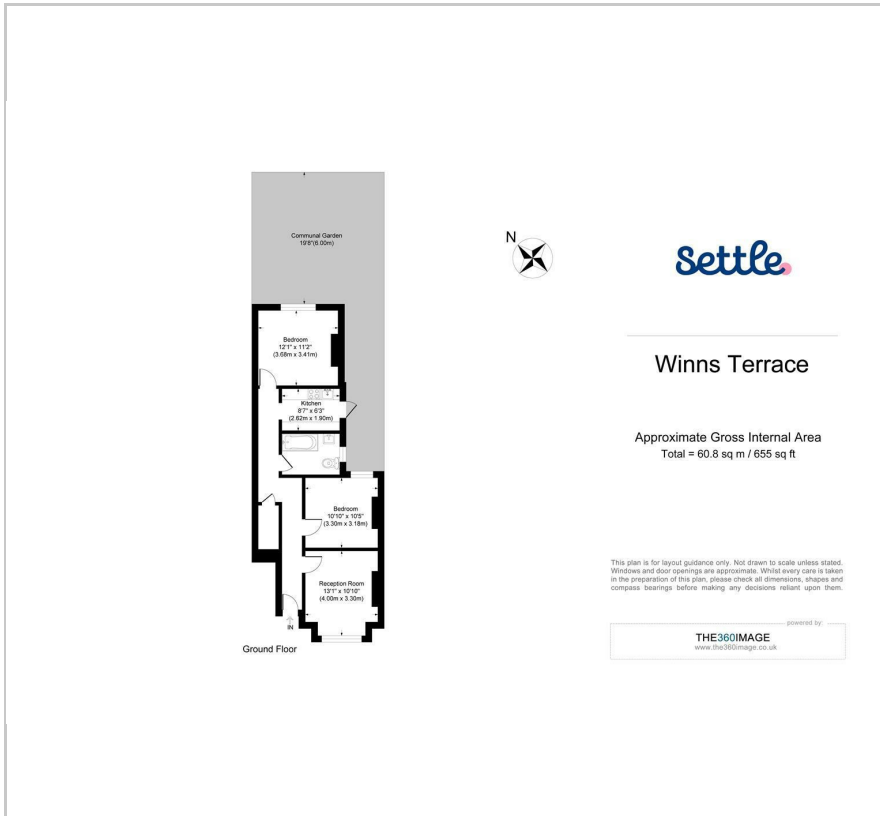 Communal Garden
19'8"(6.00m)
N
Bedroom
12'1" x 11'2"
(3.68m x 3.41m)
Kitchen
8'7" x 6'3"
(2.62m x 1.90m)
Bedroom
10'10" x 10'5"
(3.30m x 3.18m)
Reception Room
13'1" x 10'10"
(4.00m x 3.30m)
IN
Ground Floor
settle
Winns Terrace
Approximate Gross Internal Area
Total = 60.8 sq m / 655 sq ft
This plan is for layout guidance only. Not drawn to scale unless stated.
Windows and door openings are approximate. Whilst every care is taken
in the preparation of this plan, please check all dimensions, shapes and
compass bearings before making any decisions reliant upon them.
powered by
THE360IMAGE
www.the360image.co.uk